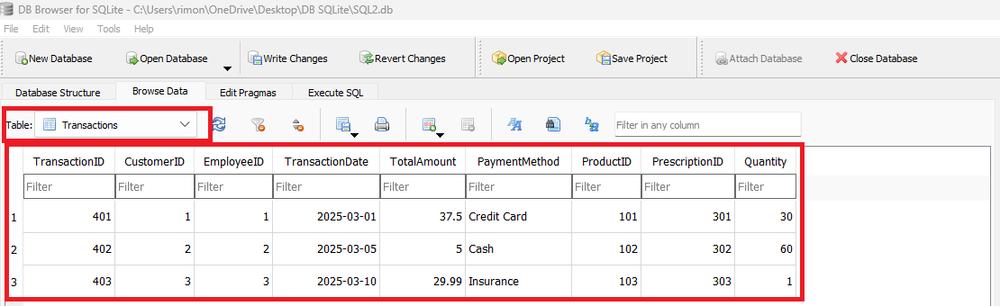 DB Browser for SQLite - C:\Users\rimon\OneDrive\Desktop\DB SQLite\SQL2.db
File Edit View Tools Help
New Database Open Database Write Changes Revert Changes Open Project Save Project Attach Database Close Database
Database Structure Browse Data Edit Pragmas Execute SQL
Table: Transactions Filter in any column
TransactionID CustomerID EmployeeID TransactionDate TotalAmount PaymentMethod ProductID PrescriptionID Quantity
Filter Filter Filter Filter Filter Filter Filter Filter Filter
1 401 1 1 2025-03-01 37.5 Credit Card 101 301 30
2 402 2 2 2025-03-05 5 Cash 102 302 60
3 403 3 3 2025-03-10 29.99 Insurance 103 303 1